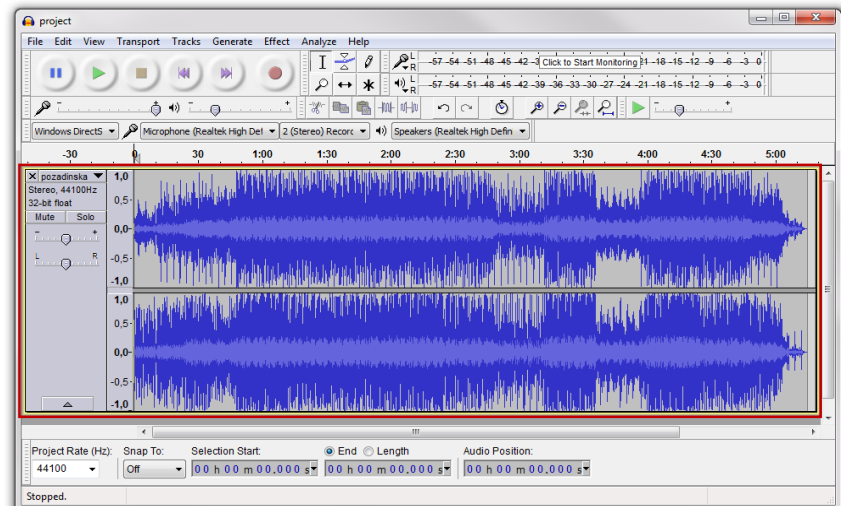 project
File Edit View Transport Tracks Generate Effect Analyze Help
L
R
-57 -54 -51 -48 -45 -42 -3 Click to Start Monitoring 21 -18 -15 -12 -9 -6 -3 0
L
R
-57 -54 -51 -48 -45 -42 -39 -36 -33 -30 -27 -24 -21 -18 -15 -12 -9 -6 -3 0
Windows DirectS Microphone (Realtek High Def 2 (Stereo) Recorc Speakers (Realtek High Defin
-30 0 30 1:00 1:30 2:00 2:30 3:00 3:30 4:00 4:30 5:00
X pozadinska
Stereo, 44100Hz
32-bit float
Mute Solo
- +
L R
1,0
0,5-
0,0-
-0,5-
-1,0
1,0
0,5-
0,0-
-0,5-
-1,0
Project Rate (Hz): Snap To: Selection Start: End Length Audio Position:
44100 Off 00 h 00 m 00,000 s 00 h 00 m 00,000 s 00 h 00 m 00,000 s
Stopped.